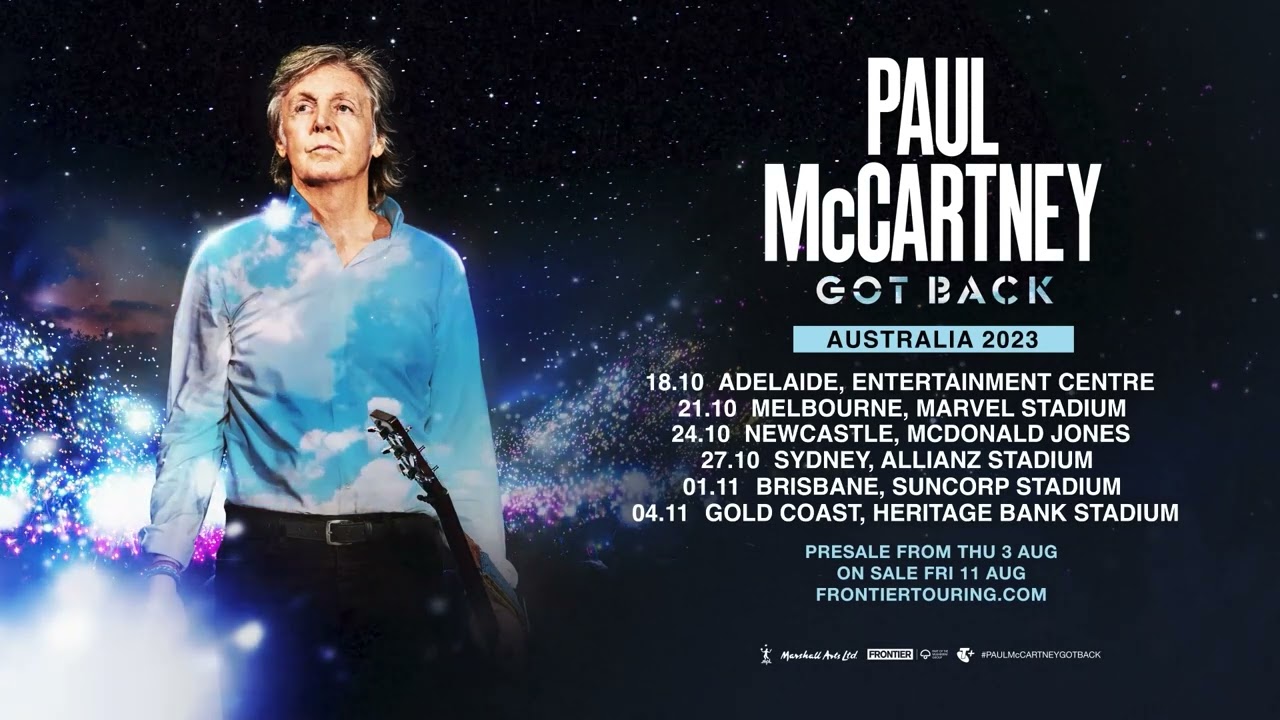 PAUL
McCARTNEY
GOT BACK
AUSTRALIA 2023
18.10 ADELAIDE, ENTERTAINMENT CENTRE
21.10 MELBOURNE, MARVEL STADIUM
24.10 NEWCASTLE, MCDONALD JONES
27.10 SYDNEY, ALLIANZ STADIUM
01.11 BRISBANE, SUNCORP STADIUM
04.11 GOLD COAST, HERITAGE BANK STADIUM
PRESALE FROM THU 3 AUG
ON SALE FRI 11 AUG
FRONTIERTOURING.COM
Marshall Arts Ltd. FRONTIER #PAULMcCARTNEYGOTBACK